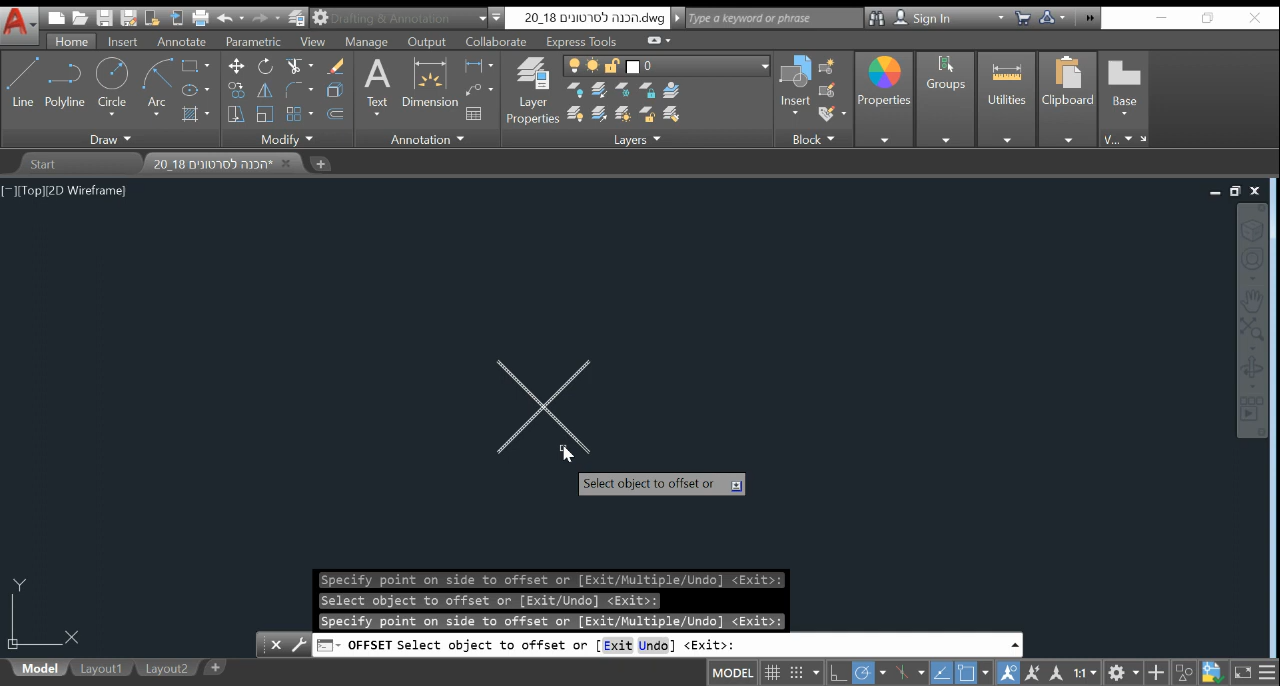 Drafting & Annotation
הכנה לסרטונים 20_18.dwg
Type a keyword or phrase
Sign In
Home Insert Annotate Parametric View Manage Output Collaborate Express Tools
Line Polyline Circle Arc
Text Dimension
Layer Properties
0
Insert
Properties Groups Utilities Clipboard Base
Draw Modify Annotation Layers Block V...
Start
הכנה לסרטונים 20_18*
[−][Top][2D Wireframe]
Select object to offset or
Y
X
Specify point on side to offset or [Exit/Multiple/Undo] <Exit>:
Select object to offset or [Exit/Undo] <Exit>:
Specify point on side to offset or [Exit/Multiple/Undo] <Exit>:
OFFSET Select object to offset or [Exit Undo] <Exit>:
Model Layout1 Layout2
MODEL 1:1